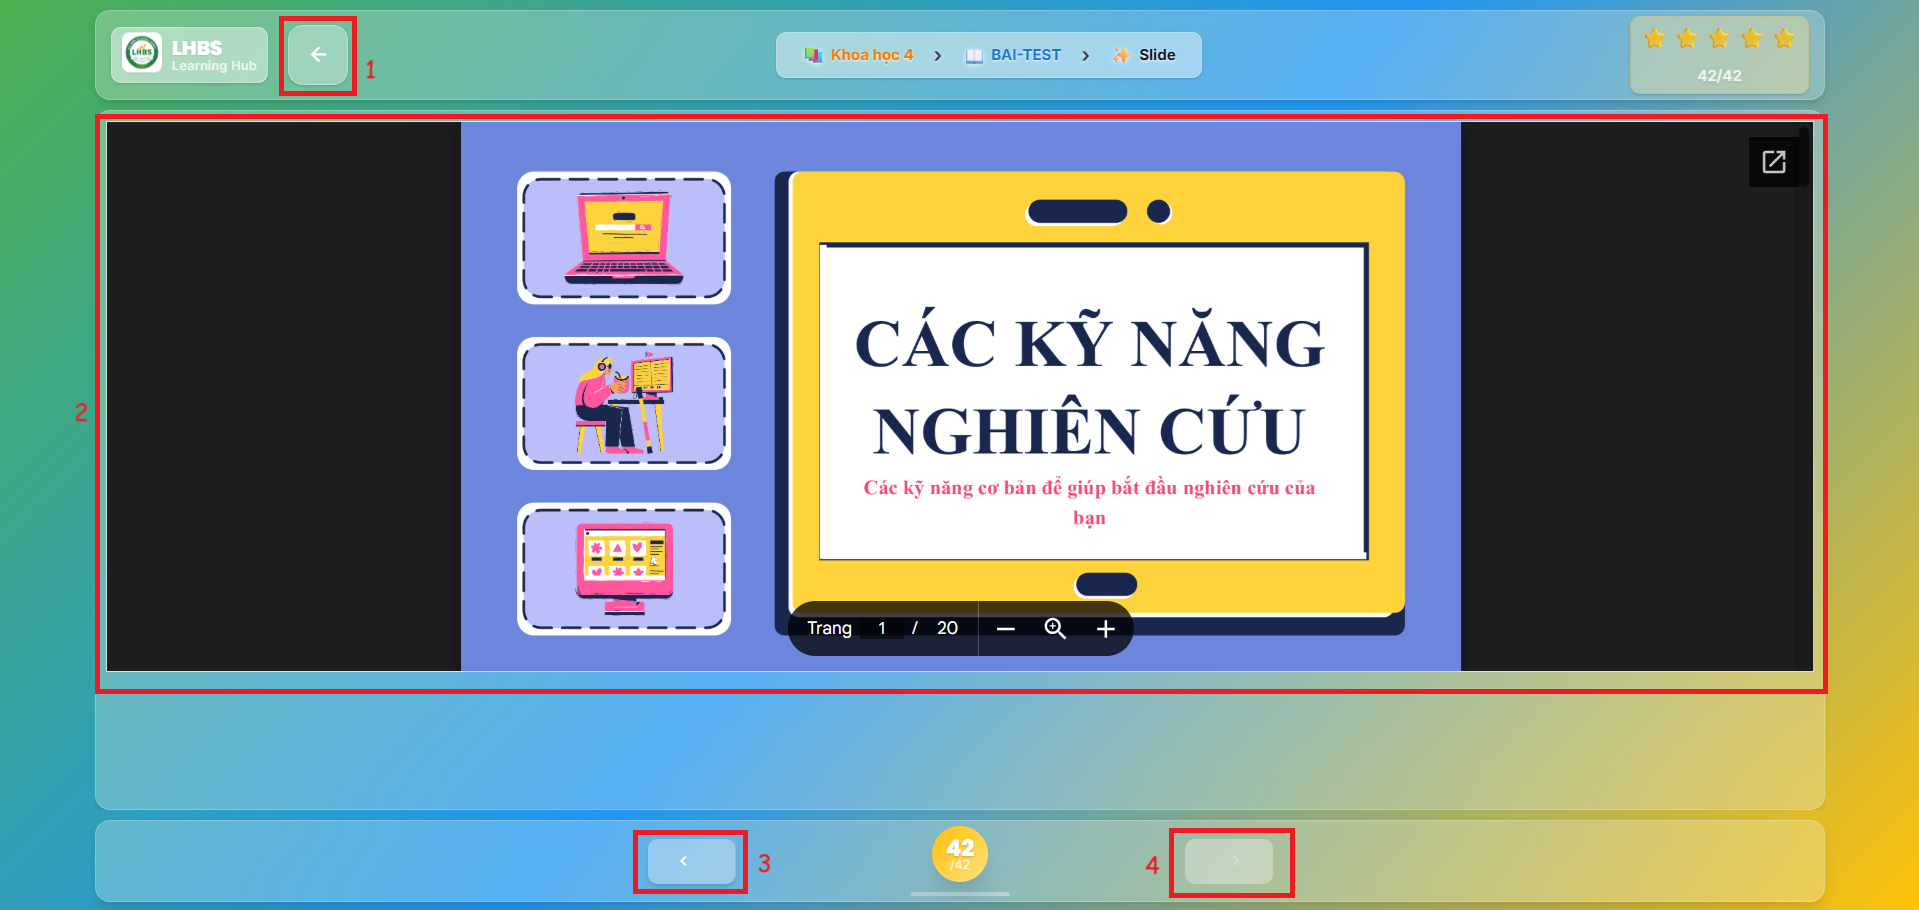 LHBS
Learning Hub
1
Khoa học 4 › BAI-TEST › Slide
42/42
2
CÁC KỸ NĂNG
NGHIÊN CỨU
Các kỹ năng cơ bản để giúp bắt đầu nghiên cứu của
bạn
Trang 1 / 20
3
42
/42
4